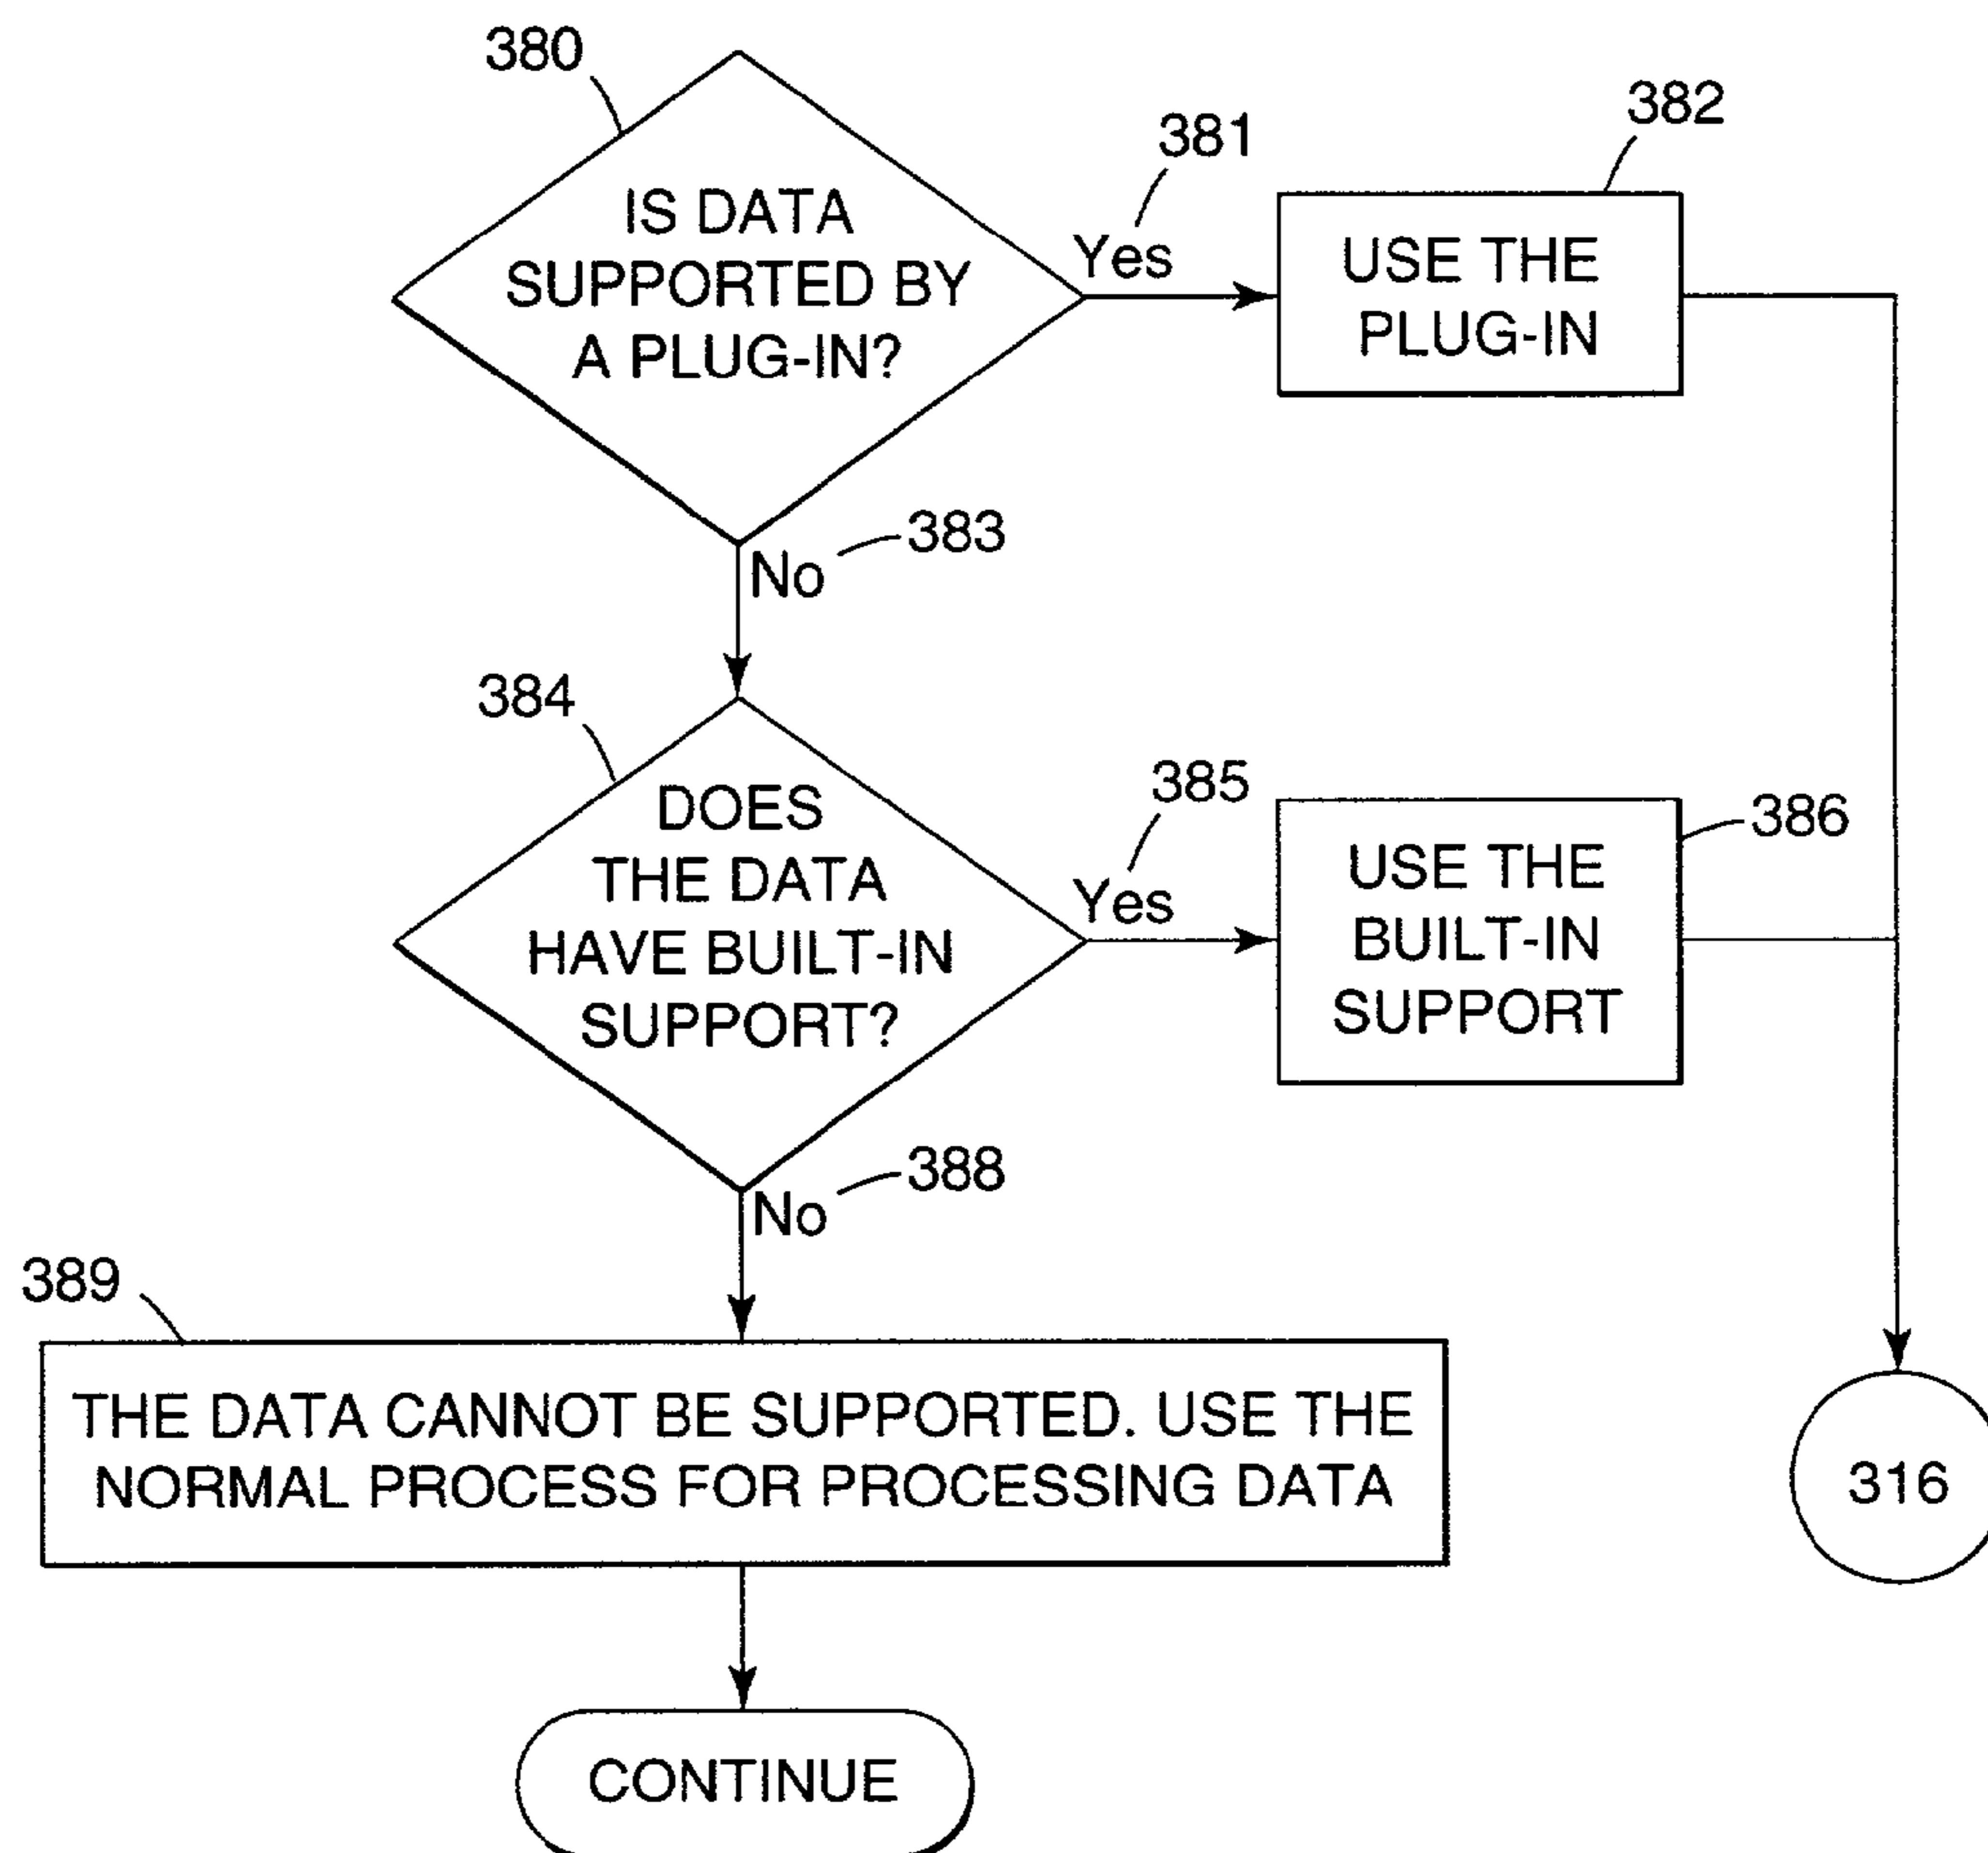 380
IS DATA
SUPPORTED BY
A PLUG-IN?
381
Yes
382
USE THE
PLUG-IN
No
383
384
DOES
THE DATA
HAVE BUILT-IN
SUPPORT?
385
Yes
386
USE THE
BUILT-IN
SUPPORT
No
388
389
THE DATA CANNOT BE SUPPORTED. USE THE
NORMAL PROCESS FOR PROCESSING DATA
316
CONTINUE